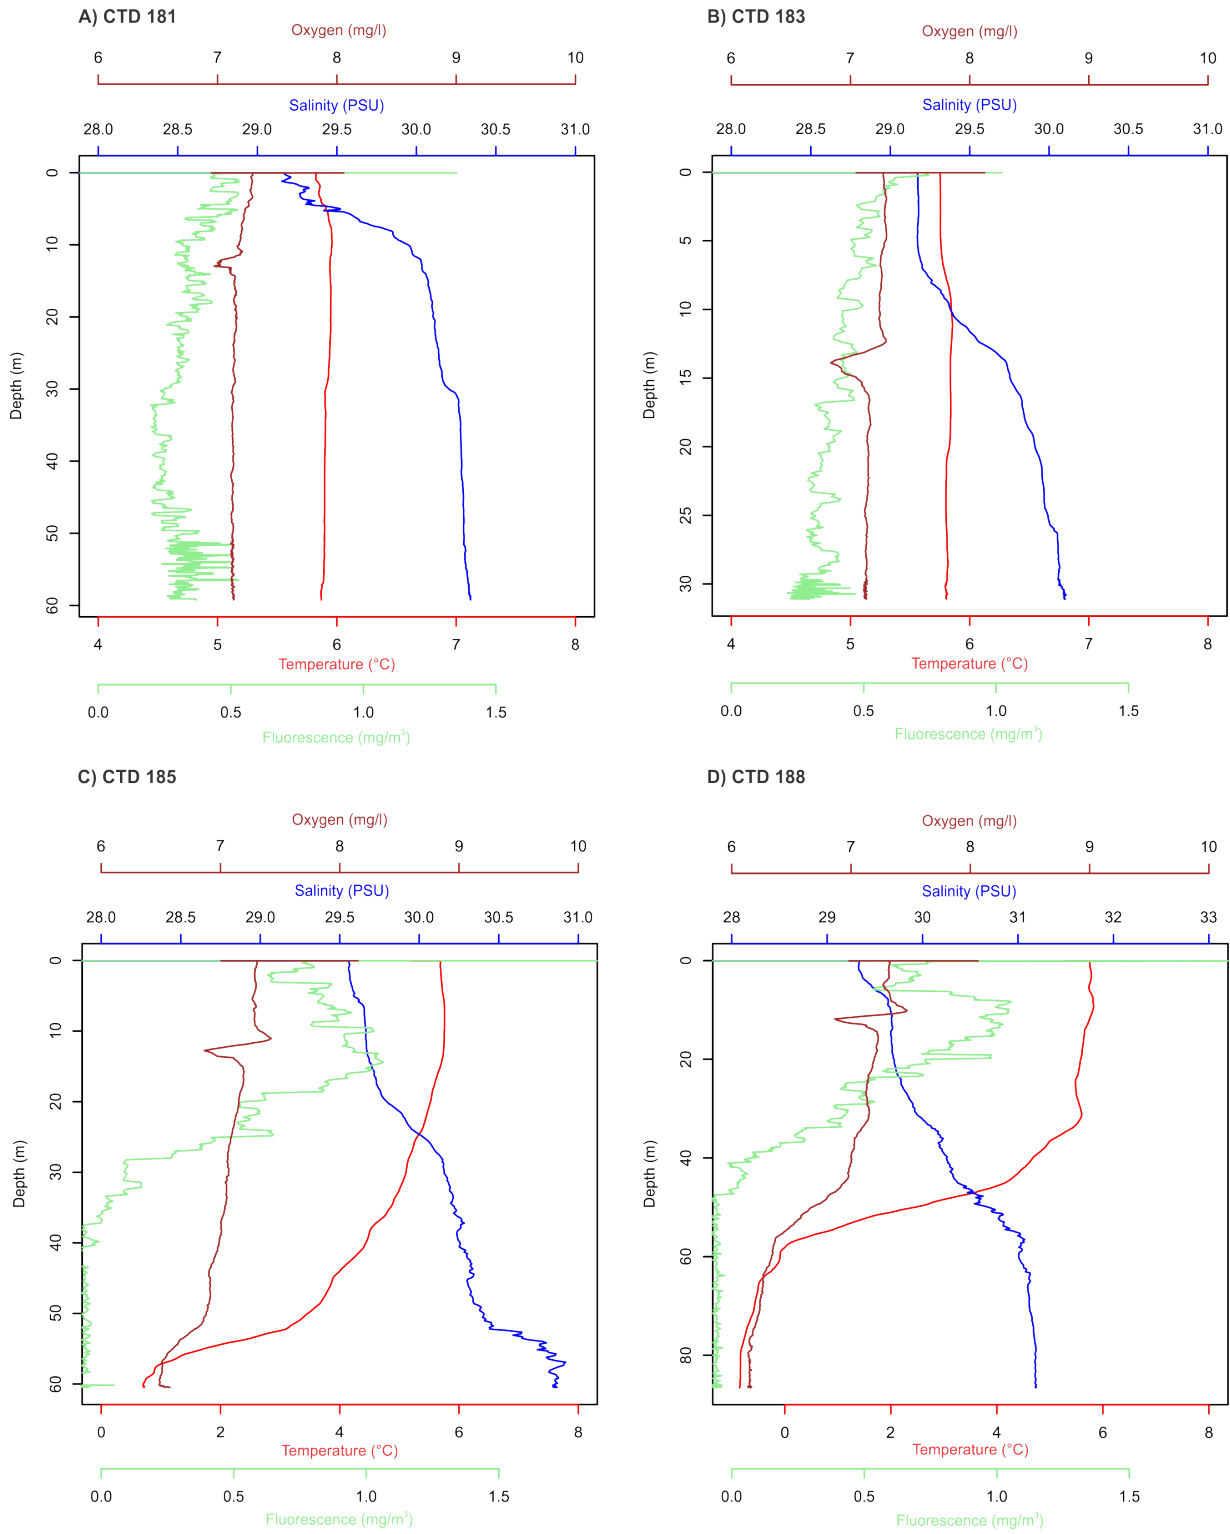 A) CTD 181
Oxygen (mg/l)
6 7 8 9 10
Salinity (PSU)
28.0 28.5 29.0 29.5 30.0 30.5 31.0
0
10
20
30
40
50
60
Depth (m)
4 5 6 7 8
Temperature (°C)
0.0 0.5 1.0 1.5
Fluorescence (mg/m³)
B) CTD 183
Oxygen (mg/l)
6 7 8 9 10
Salinity (PSU)
28.0 28.5 29.0 29.5 30.0 30.5 31.0
0
5
10
15
20
25
30
Depth (m)
4 5 6 7 8
Temperature (°C)
0.0 0.5 1.0 1.5
Fluorescence (mg/m³)
C) CTD 185
Oxygen (mg/l)
6 7 8 9 10
Salinity (PSU)
28.0 28.5 29.0 29.5 30.0 30.5 31.0
0
10
20
30
40
50
60
Depth (m)
0 2 4 6 8
Temperature (°C)
0.0 0.5 1.0 1.5
Fluorescence (mg/m³)
D) CTD 188
Oxygen (mg/l)
6 7 8 9 10
Salinity (PSU)
28 29 30 31 32 33
0
20
40
60
80
Depth (m)
0 2 4 6 8
Temperature (°C)
0.0 0.5 1.0 1.5
Fluorescence (mg/m³)